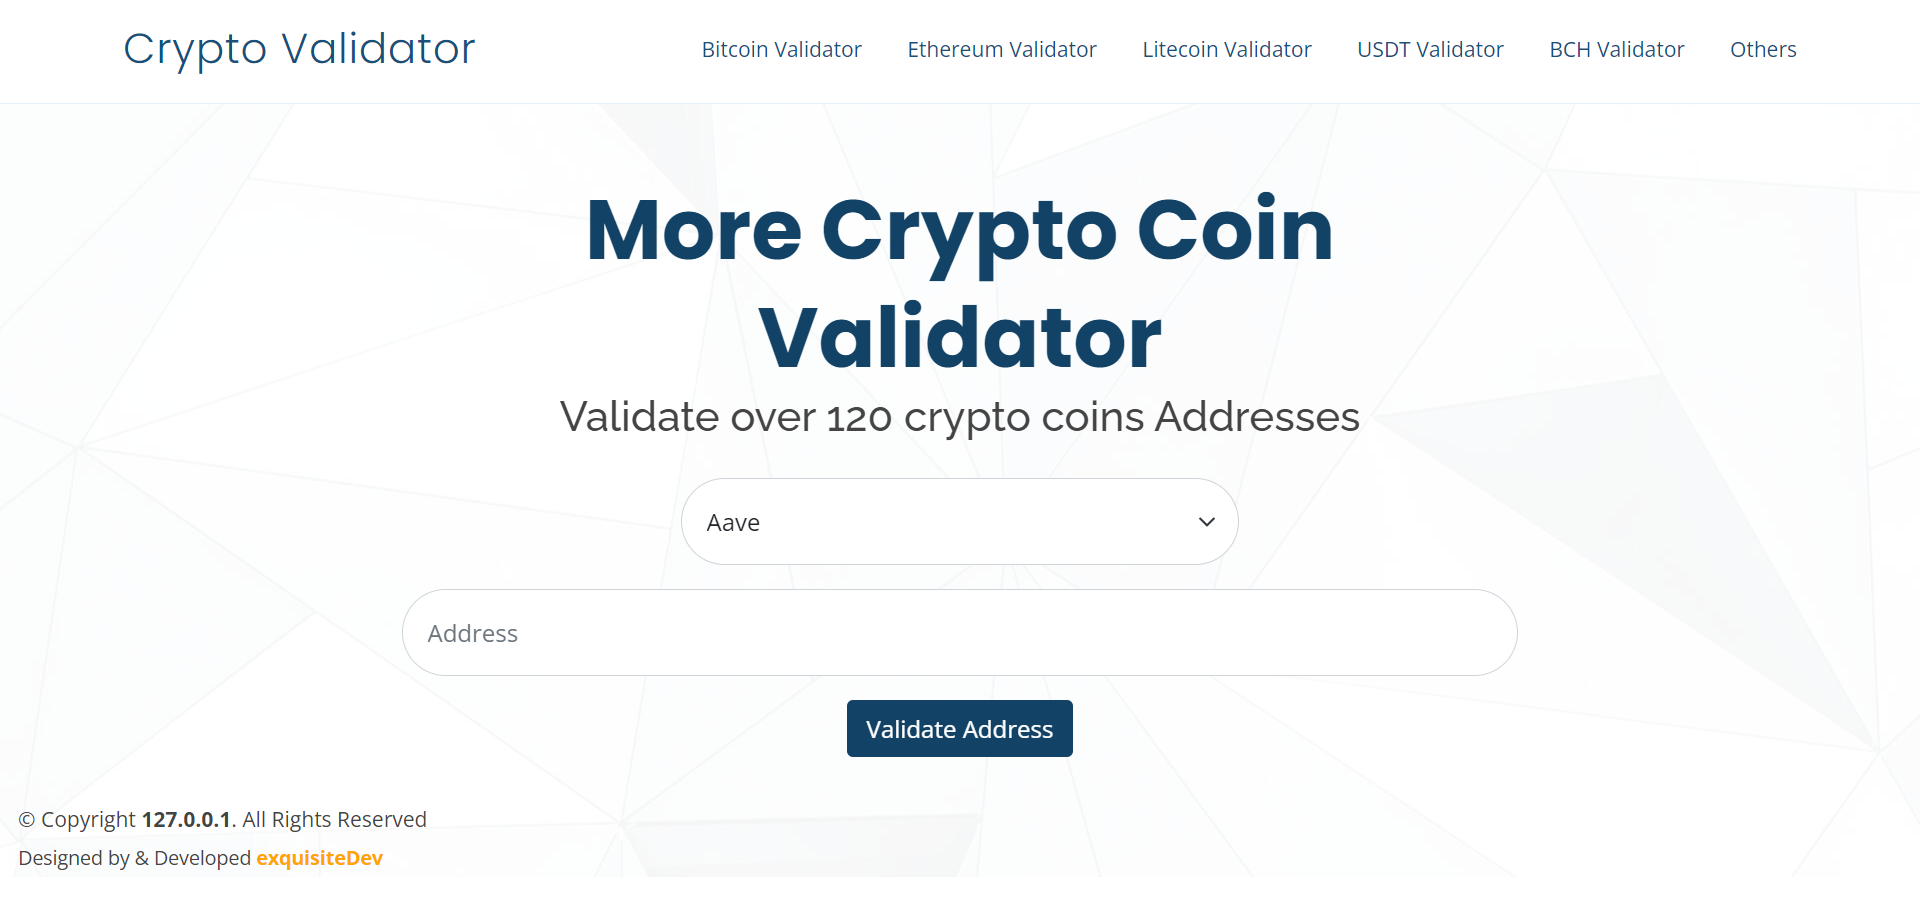 Crypto Validator
Bitcoin Validator Ethereum Validator Litecoin Validator USDT Validator BCH Validator Others
More Crypto Coin
Validator
Validate over 120 crypto coins Addresses
Aave
Address
Validate Address
© Copyright 127.0.0.1. All Rights Reserved
Designed by & Developed exquisiteDev